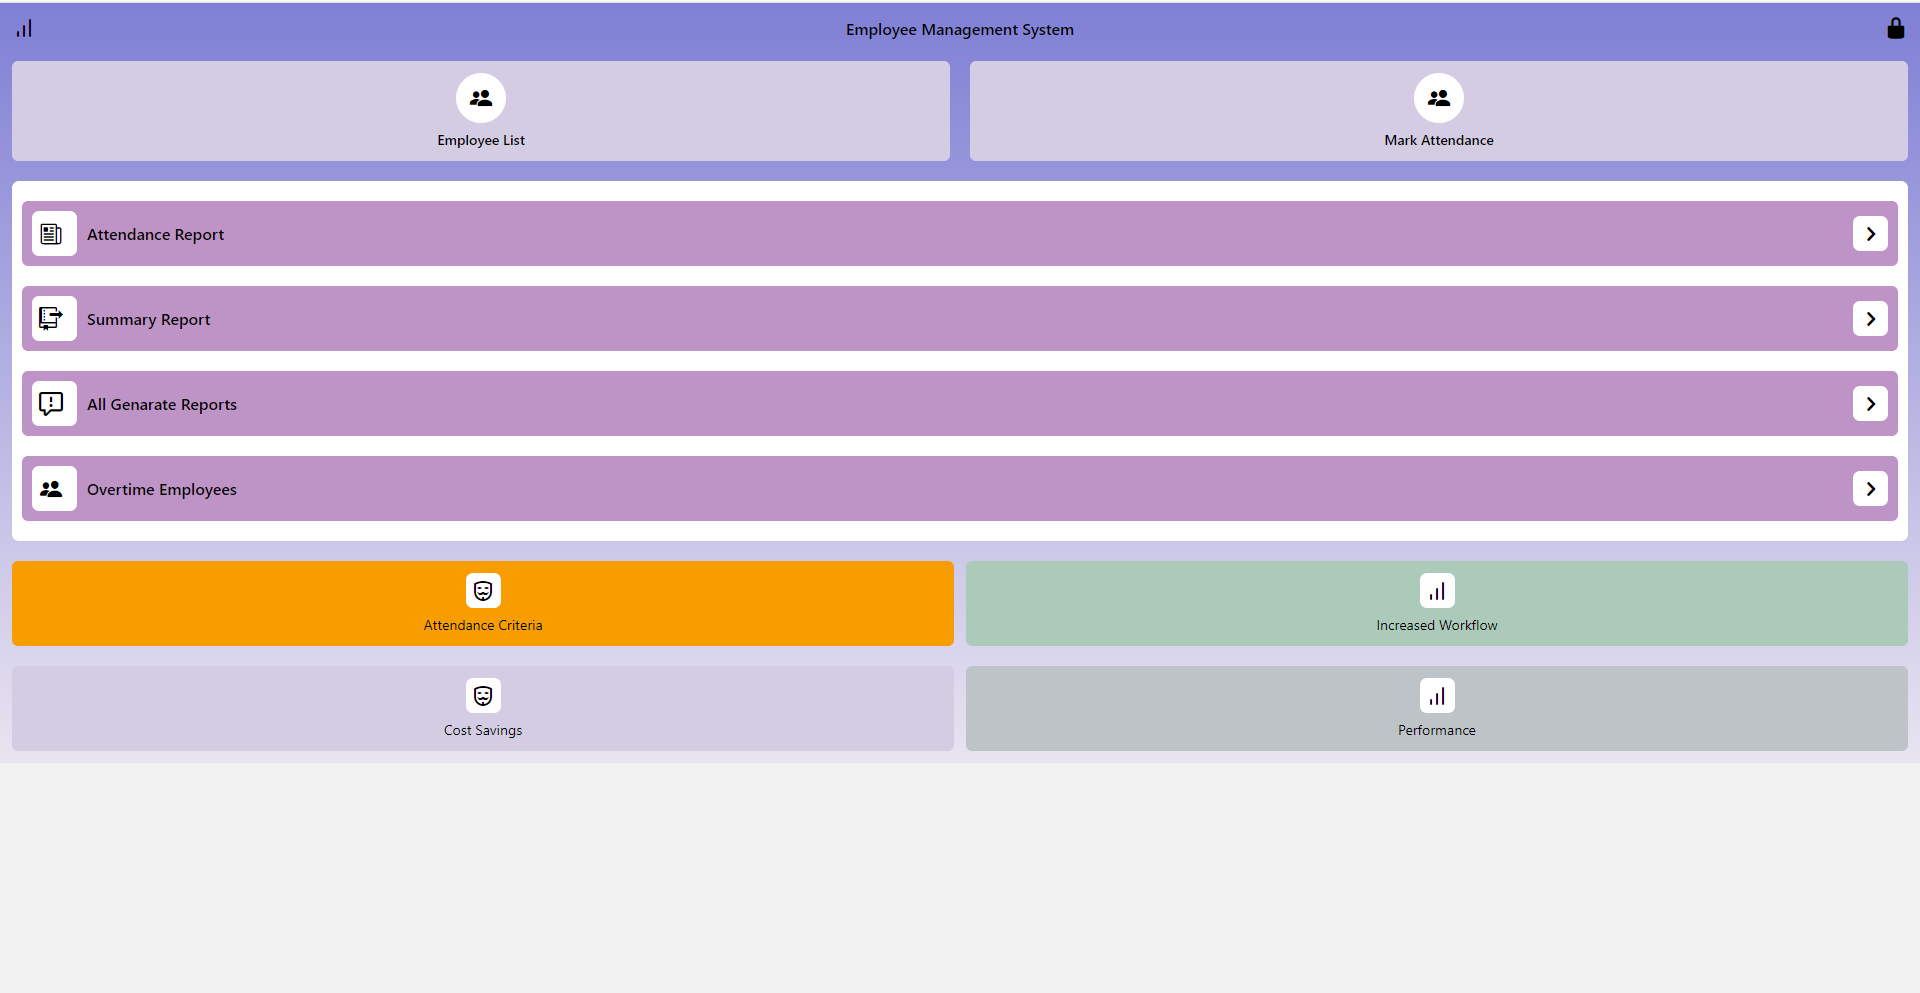 Employee Management System
Employee List
Mark Attendance
Attendance Report
Summary Report
All Genarate Reports
Overtime Employees
Attendance Criteria
Increased Workflow
Cost Savings
Performance